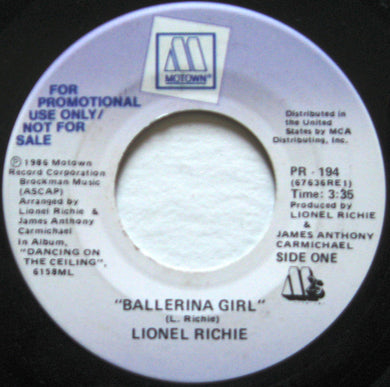 MOTOWN®
FOR
PROMOTIONAL
USE ONLY/
NOT FOR
SALE
℗1986 Motown
Record Corporation
Brockman Music
(ASCAP)
Arranged by
Lionel Richie &
James Anthony
Carmichael
In Album,
"DANCING ON
THE CEILING",
6158ML
Distributed in
the United
States by MCA
Distributing, Inc.
PR - 194
(67636RE1)
Time: 3:35
Produced by
LIONEL RICHIE
&
JAMES ANTHONY
CARMICHAEL
SIDE ONE
"BALLERINA GIRL"
(L. Richie)
LIONEL RICHIE